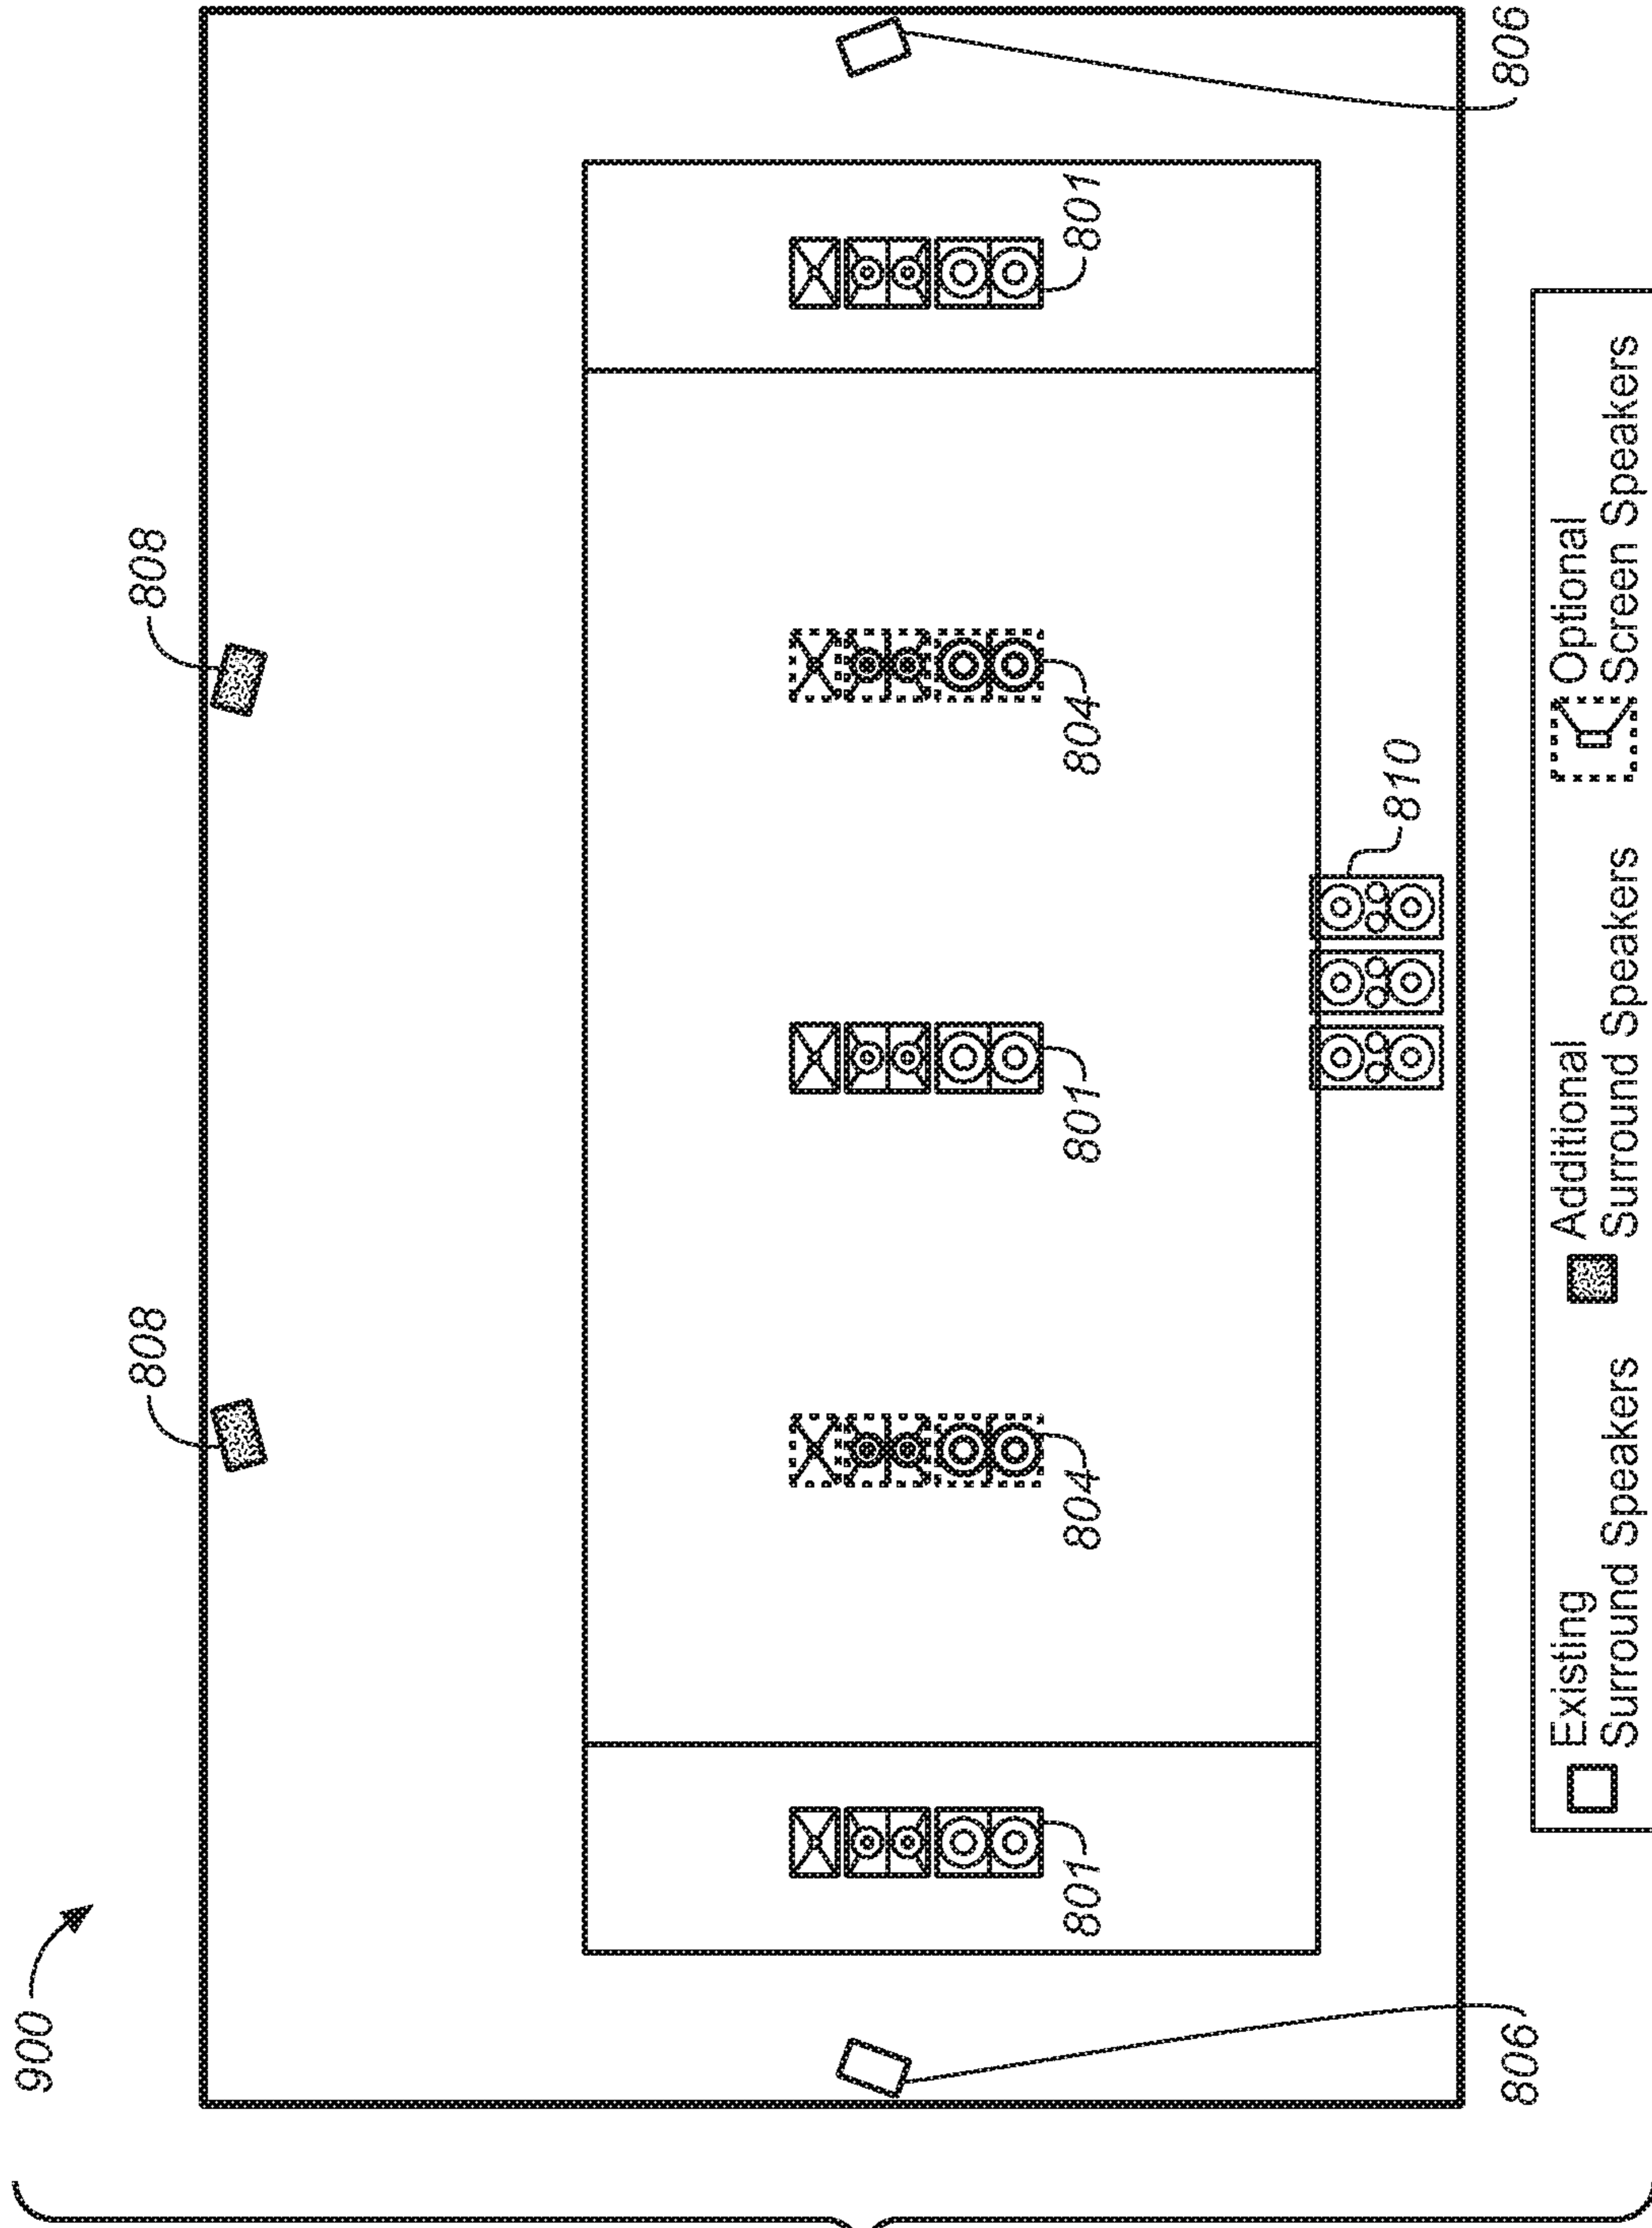 900
808
808
806
806
801
804
801
804
801
810
Existing
Surround Speakers
Additional
Surround Speakers
Optional
Screen Speakers